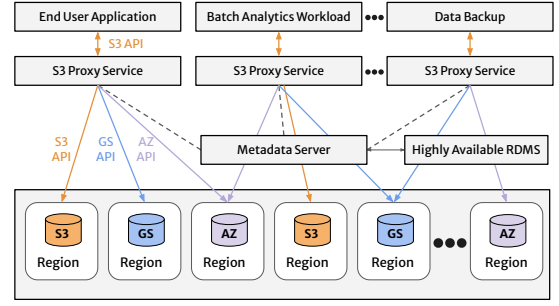 End User Application
Batch Analytics Workload
Data Backup
S3 API
S3 Proxy Service
S3 Proxy Service
S3 Proxy Service
S3
API
GS
API
AZ
API
Metadata Server
Highly Available RDMS
S3
GS
AZ
S3
GS
AZ
Region
Region
Region
Region
Region
Region